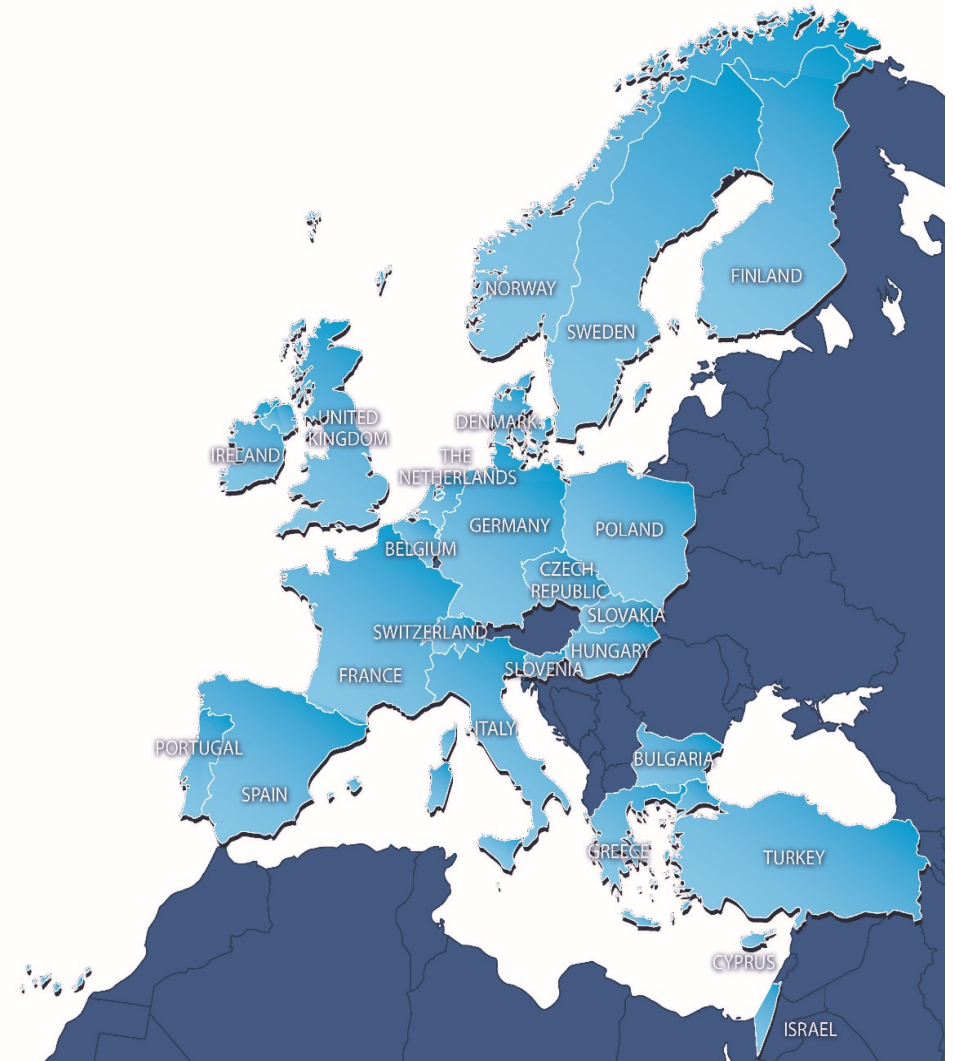 FINLAND
NORWAY
SWEDEN
UNITED
KINGDOM
DENMARK
IRELAND
THE
NETHERLANDS
GERMANY
POLAND
BELGIUM
CZECH
REPUBLIC
SLOVAKIA
SWITZERLAND
HUNGARY
SLOVENIA
FRANCE
ITALY
PORTUGAL
BULGARIA
SPAIN
GREECE
TURKEY
CYPRUS
ISRAEL